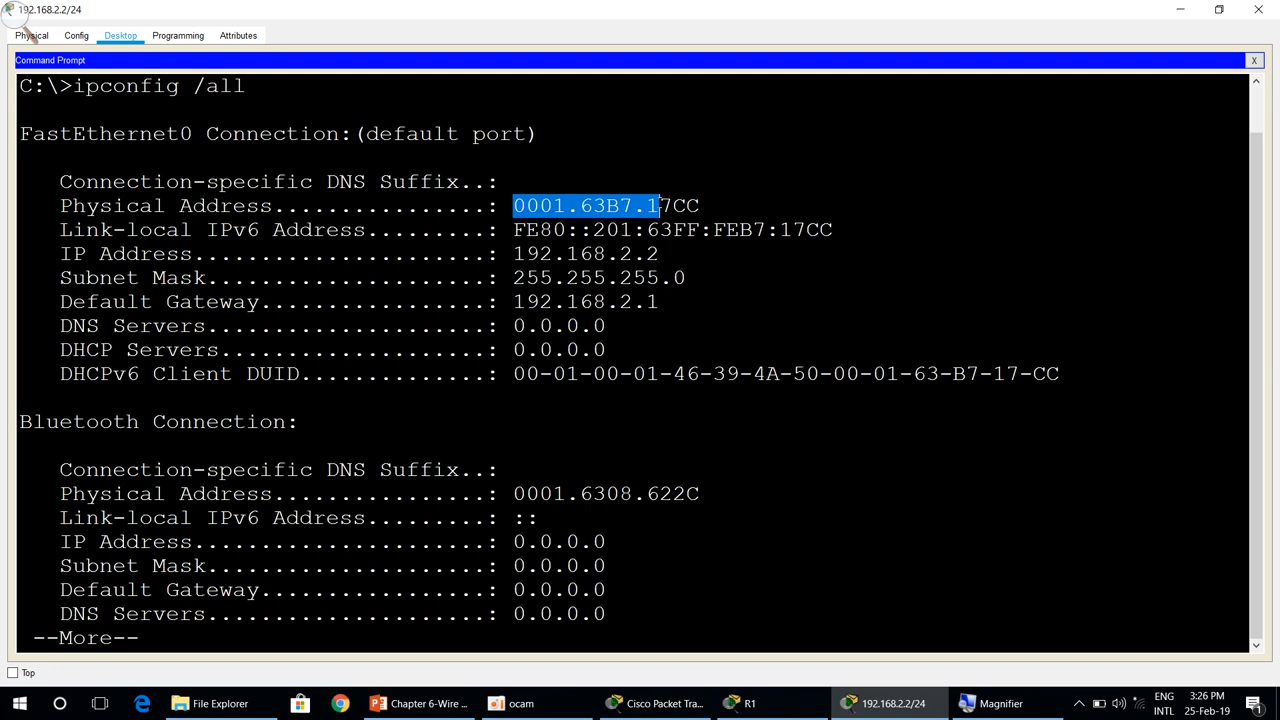 192.168.2.2/24
Physical Config Desktop Programming Attributes
Command Prompt X
C:\>ipconfig /all
FastEthernet0 Connection:(default port)
Connection-specific DNS Suffix..:
Physical Address................: 0001.63B7.17CC
Link-local IPv6 Address.........: FE80::201:63FF:FEB7:17CC
IP Address......................: 192.168.2.2
Subnet Mask.....................: 255.255.255.0
Default Gateway.................: 192.168.2.1
DNS Servers.....................: 0.0.0.0
DHCP Servers....................: 0.0.0.0
DHCPv6 Client DUID..............: 00-01-00-01-46-39-4A-50-00-01-63-B7-17-CC
Bluetooth Connection:
Connection-specific DNS Suffix..:
Physical Address................: 0001.6308.622C
Link-local IPv6 Address.........: ::
IP Address......................: 0.0.0.0
Subnet Mask.....................: 0.0.0.0
Default Gateway.................: 0.0.0.0
DNS Servers.....................: 0.0.0.0
--More--
Top
File Explorer Chapter 6-Wire ... ocam Cisco Packet Tra... R1 192.168.2.2/24 Magnifier ENG 3:26 PM
INTL 25-Feb-19 1